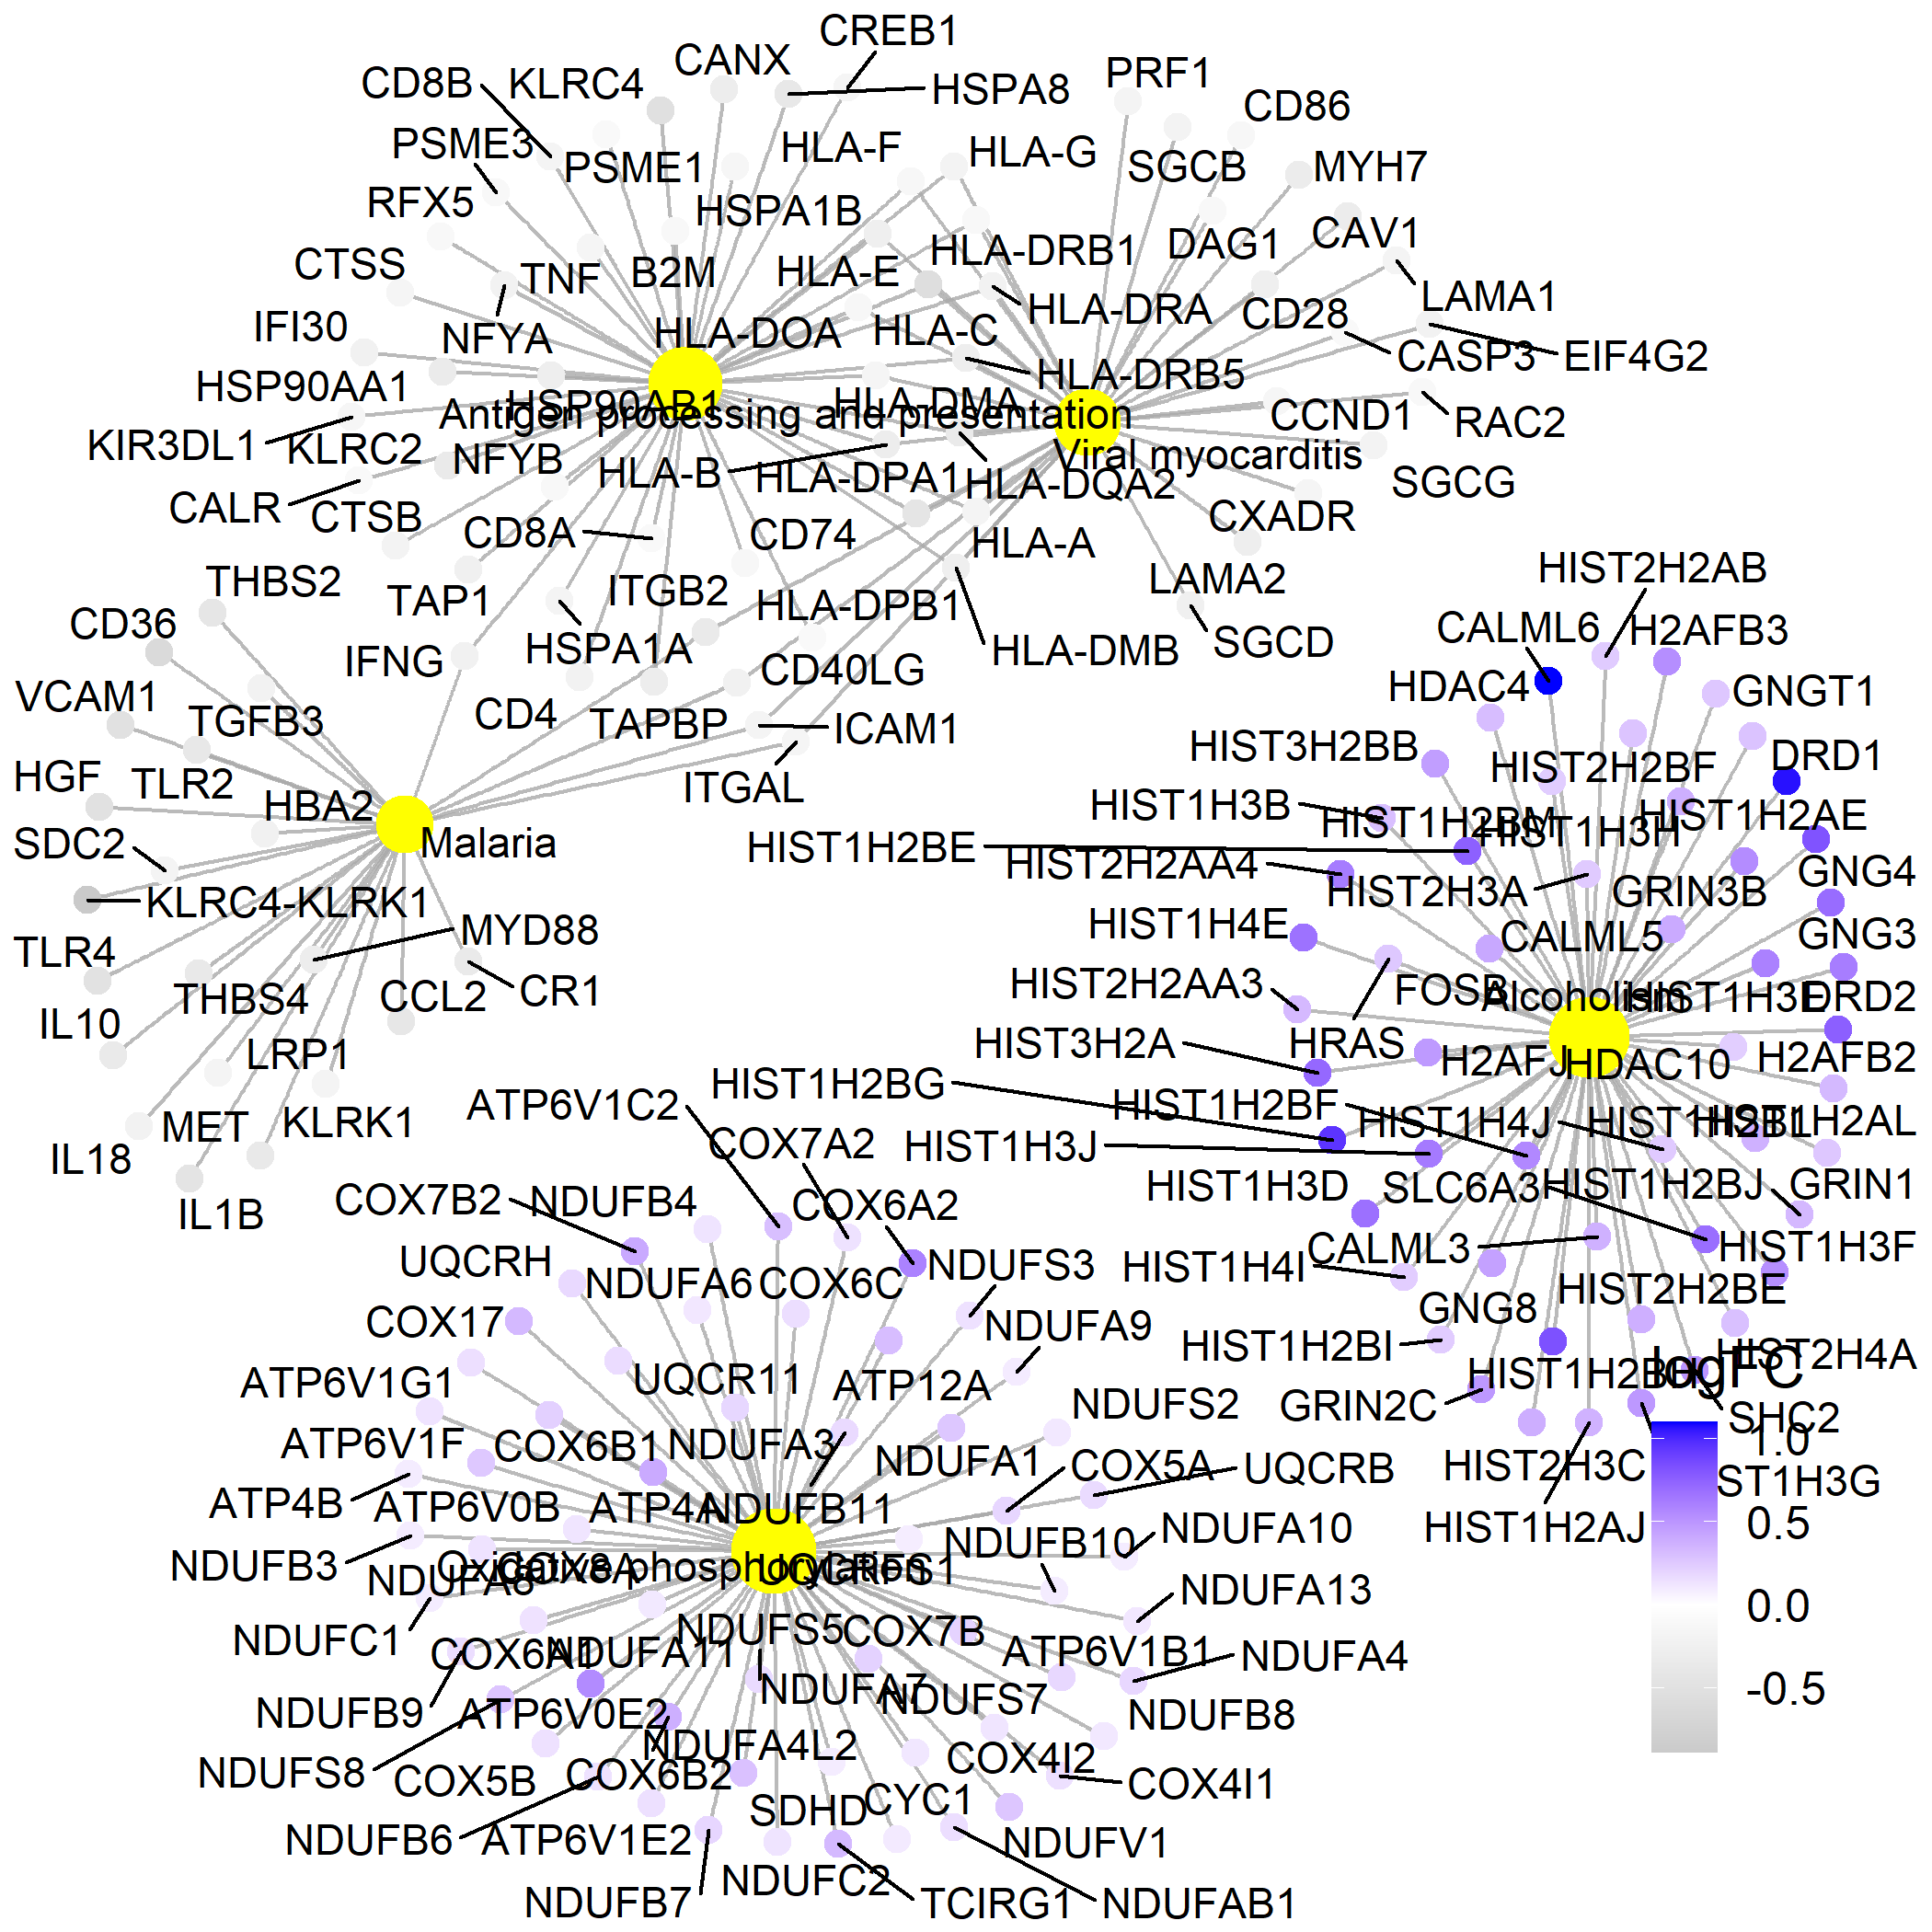 CREB1
CD8B
KLRC4
CANX
HSPA8
PRF1
CD86
PSME3
PSME1
HLA-F
HLA-G
SGCB
MYH7
RFX5
HSPA1B
CTSS
TNF
B2M
HLA-E
HLA-DRB1
DAG1
CAV1
LAMA1
IFI30
NFYA
HLA-DOA
HLA-C
HLA-DRA
CD28
CASP3
EIF4G2
HSP90AA1
HSP90AB1
HLA-DMA
HLA-DRB5
Antigen processing and presentation
CCND1
RAC2
KIR3DL1
KLRC2
NFYB
HLA-B
HLA-DPA1
HLA-DQA2
Viral myocarditis
SGCG
CALR
CTSB
CD8A
CD74
HLA-A
CXADR
THBS2
TAP1
ITGB2
HLA-DPB1
LAMA2
HIST2H2AB
CD36
IFNG
HSPA1A
CD40LG
HLA-DMB
SGCD
CALML6
H2AFB3
VCAM1
TGFB3
CD4
TAPBP
ICAM1
HDAC4
GNGT1
HGF
TLR2
HBA2
ITGAL
HIST3H2BB
HIST2H2BF
DRD1
SDC2
Malaria
HIST1H3B
HIST1H2BM
HIST1H3H
HIST1H2AE
HIST1H2BE
HIST2H2AA4
KLRC4-KLRK1
MYD88
HIST2H3A
GRIN3B
GNG4
TLR4
THBS4
CCL2
CR1
HIST1H4E
CALML5
GNG3
IL10
LRP1
HIST2H2AA3
FOSB
Alcoholism
HIST1H3E
DRD2
HIST3H2A
HRAS
H2AFJ
HDAC10
H2AFB2
IL18
MET
KLRK1
ATP6V1C2
HIST1H2BG
HIST1H2BF
HIST1H4J
HIST1H2BL
HIST1H2AL
IL1B
COX7A2
HIST1H3J
COX7B2
NDUFB4
COX6A2
HIST1H3D
SLC6A3
HIST1H2BJ
GRIN1
UQCRH
NDUFA6
COX6C
NDUFS3
HIST1H4I
CALML3
HIST1H3F
COX17
NDUFA9
HIST1H2BI
GNG8
HIST2H2BE
ATP6V1G1
UQCR11
ATP12A
HIST2H4A
GRIN2C
logFC
ATP6V1F
COX6B1
NDUFA3
NDUFA1
NDUFS2
SHC2
ATP4B
ATP6V0B
ATP4A
NDUFB11
COX5A
UQCRB
HIST2H3C
ST1H3G
NDUFB3
NDUFB10
NDUFA10
HIST1H2AJ
Oxidative phosphorylation
COX8A
UQCRFS1
NDUFA8
NDUFC1
NDUFA13
COX6A1
NDUFA11
NDUFS5
COX7B
ATP6V1B1
NDUFA4
NDUFB9
ATP6V0E2
NDUFA7
NDUFS7
NDUFB8
NDUFS8
COX5B
NDUFA4L2
COX6B2
COX4I2
COX4I1
NDUFB6
ATP6V1E2
SDHD
CYC1
NDUFV1
NDUFB7
NDUFC2
TCIRG1
NDUFAB1
1.0
0.5
0.0
-0.5